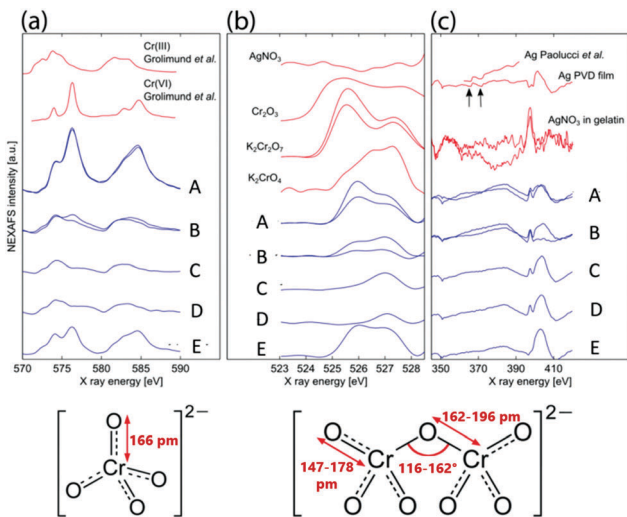 (a)
(b)
(c)
Cr(III)
Grolimund et al.
Cr(VI)
Grolimund et al.
A
B
C
D
E
NEXAFS intensity [a.u.]
570 575 580 585 590
X ray energy [eV]
AgNO3
Cr2O3
K2Cr2O7
K2CrO4
A
B
C
D
E
523 524 525 526 527 528
X ray energy [eV]
Ag Paolucci et al.
Ag PVD film
AgNO3 in gelatin
A
B
C
D
E
350 370 390 410
X ray energy [eV]
2−
O
166 pm
Cr
O
O
O
2−
162-196 pm
O O O
Cr Cr
147-178
pm
116-162°
O O O O